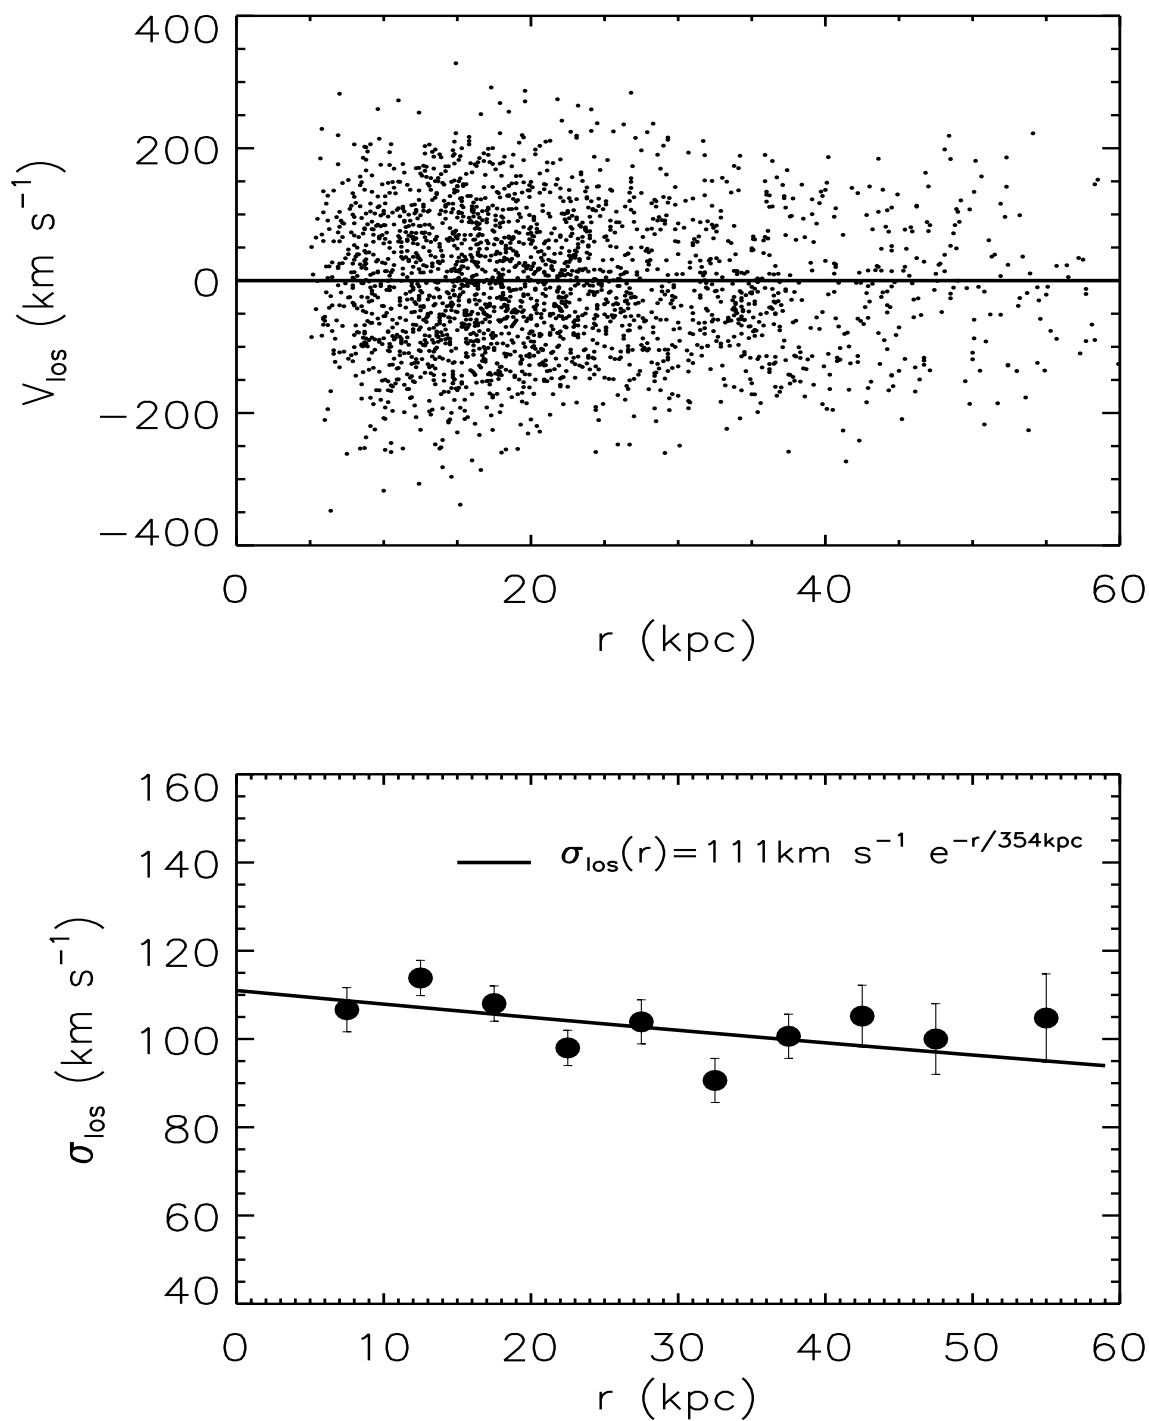 400
200
0
−200
−400
V_los (km s⁻¹)
0 20 40 60
r (kpc)
160
140
120
100
80
60
40
σ_los (km s⁻¹)
σ_los(r)=111km s⁻¹ e^−r/354kpc
0 10 20 30 40 50 60
r (kpc)